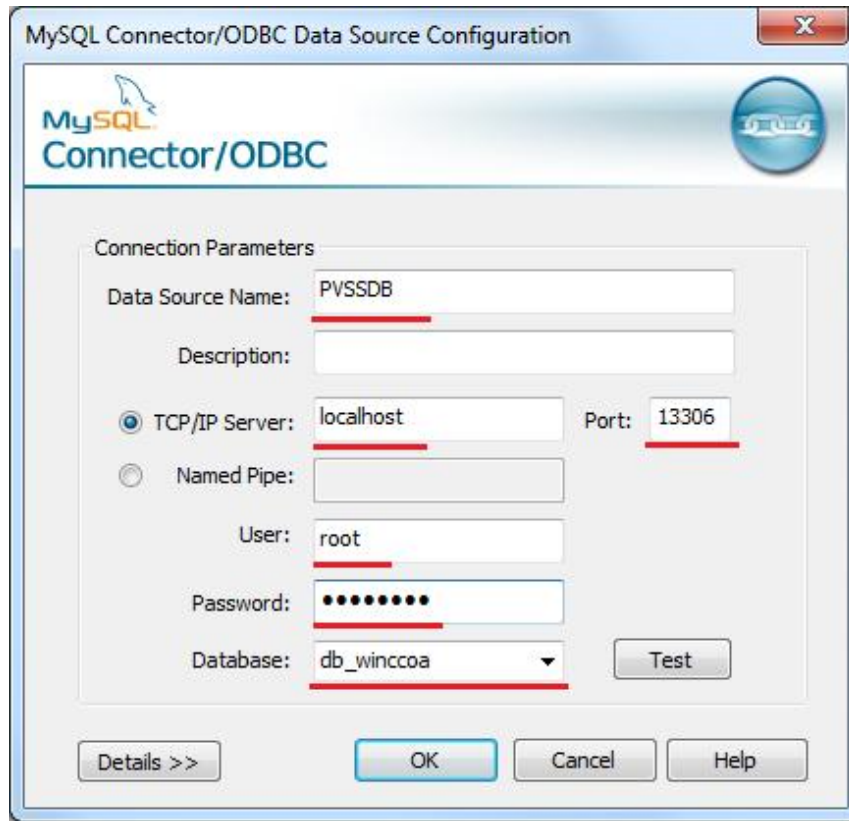 MySQL Connector/ODBC Data Source Configuration
MySQL
Connector/ODBC
Connection Parameters
Data Source Name: PVSSDB
Description:
TCP/IP Server: localhost Port: 13306
Named Pipe:
User: root
Password: ●●●●●●●●
Database: db_winccoa Test
Details >> OK Cancel Help